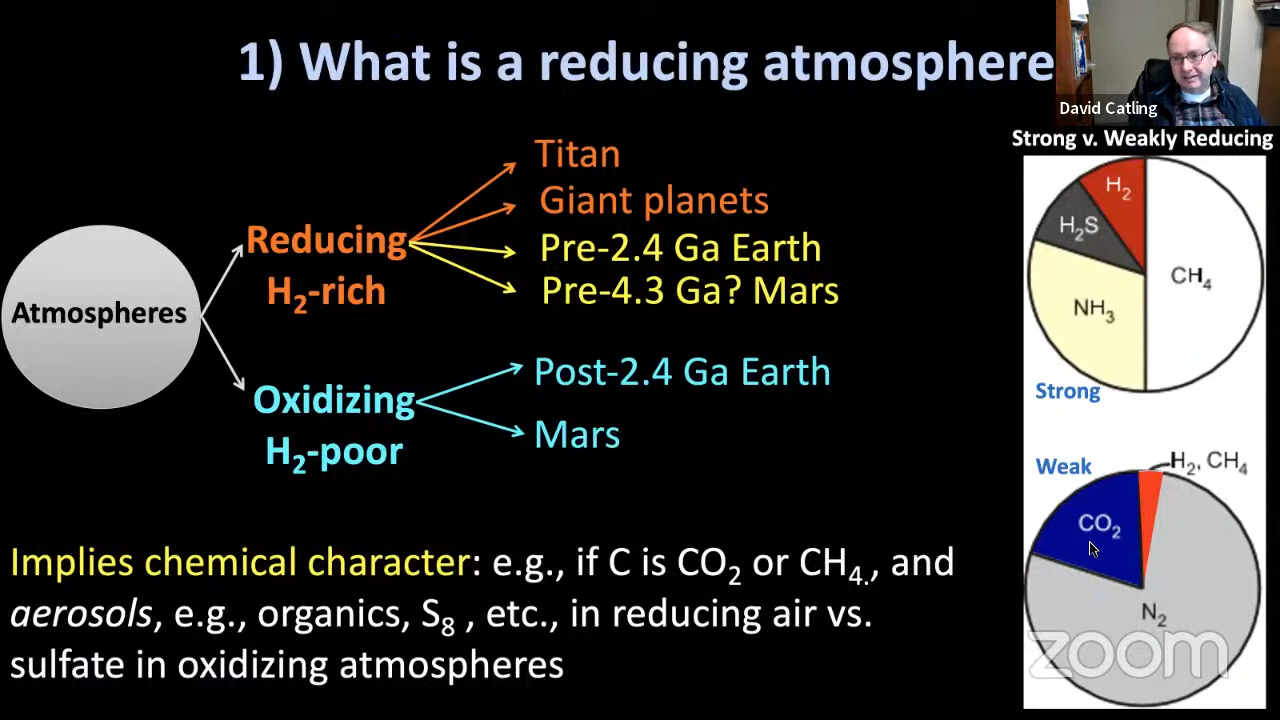 1) What is a reducing atmosphere
David Catling
Strong v. Weakly Reducing
Atmospheres
Reducing
H₂-rich
Titan
Giant planets
Pre-2.4 Ga Earth
Pre-4.3 Ga? Mars
Oxidizing
H₂-poor
Post-2.4 Ga Earth
Mars
H₂
H₂S
CH₄
NH₃
Strong
Weak
H₂, CH₄
CO₂
N₂
Implies chemical character: e.g., if C is CO₂ or CH₄., and
aerosols, e.g., organics, S₈ , etc., in reducing air vs.
sulfate in oxidizing atmospheres
zoom